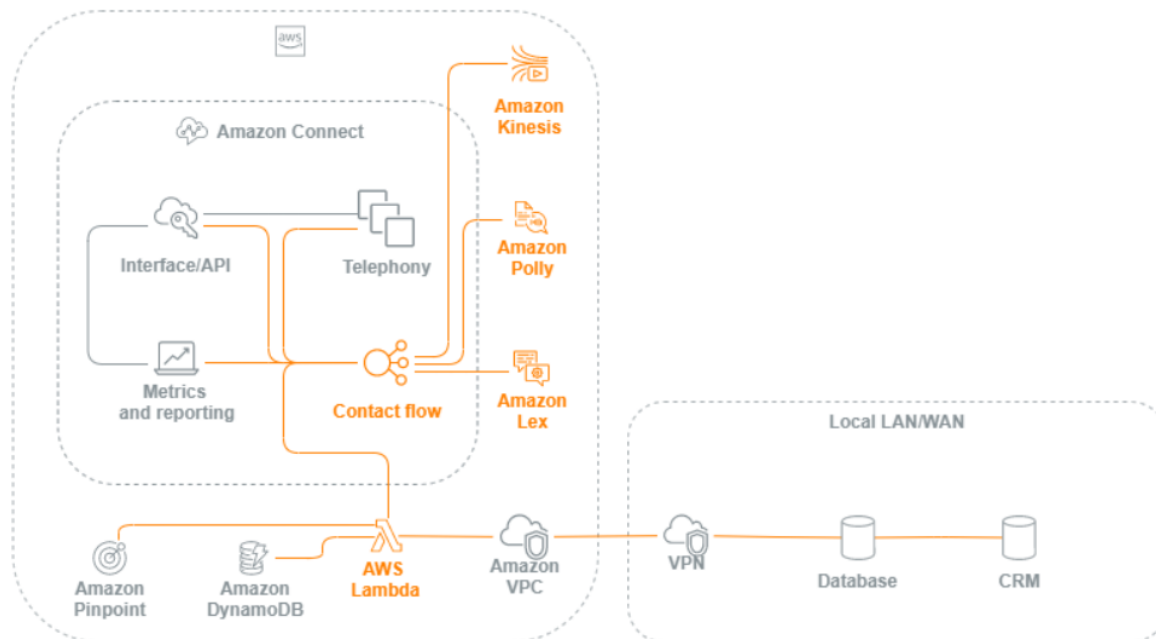 aws
Amazon
Kinesis
Amazon Connect
Amazon
Polly
Interface/API
Telephony
Metrics
and reporting
Contact flow
Amazon
Lex
Local LAN/WAN
Amazon
Pinpoint
Amazon
DynamoDB
AWS
Lambda
Amazon
VPC
VPN
Database
CRM